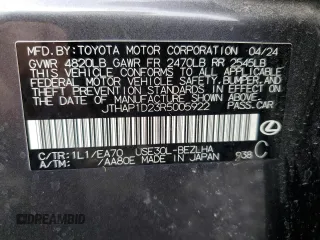 MFD.BY:TOYOTA MOTOR CORPORATION 04/24
GVWR 4820LB GAWR FR 2470LB RR 2545LB
THIS VEHICLE CONFORMS TO ALL APPLICABLE
FEDERAL MOTOR VEHICLE SAFETY, BUMPER, AND
THEFT PREVENTION STANDARDS IN EFFECT ON
THE DATE OF MANUFACTURE SHOWN ABOVE.
JTHAP1D23R5005922 PASS.CAR
C/TR:1L1/EA70 USE30L-BEZLHA C
A/TM: /AA80E MADE IN JAPAN 938